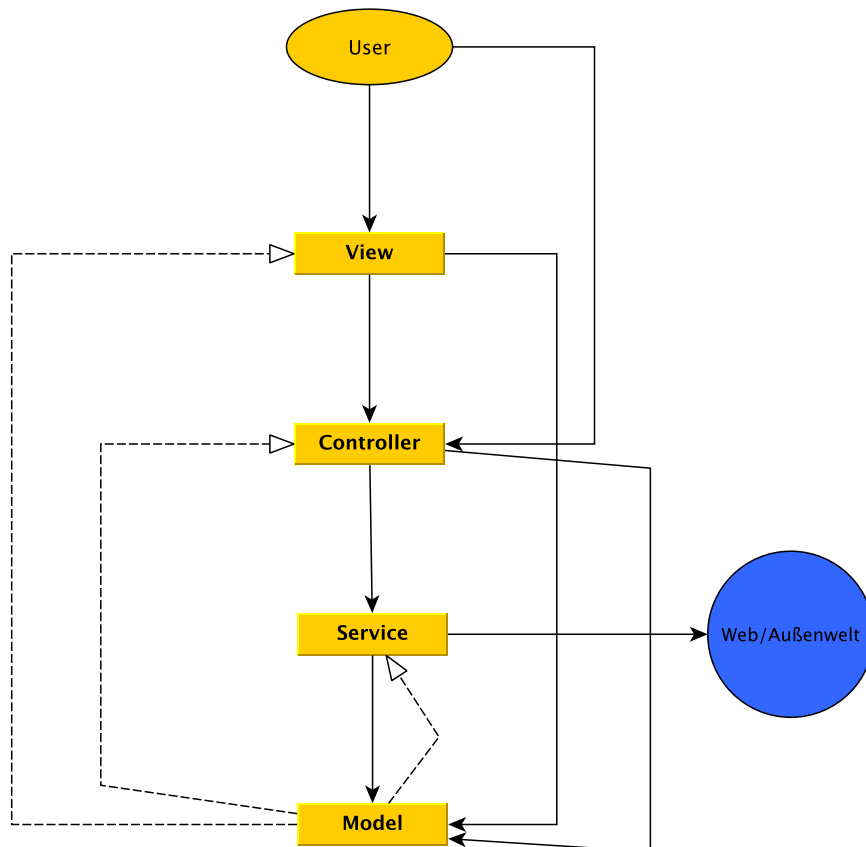 User
View
Controller
Service
Web/Außenwelt
Model